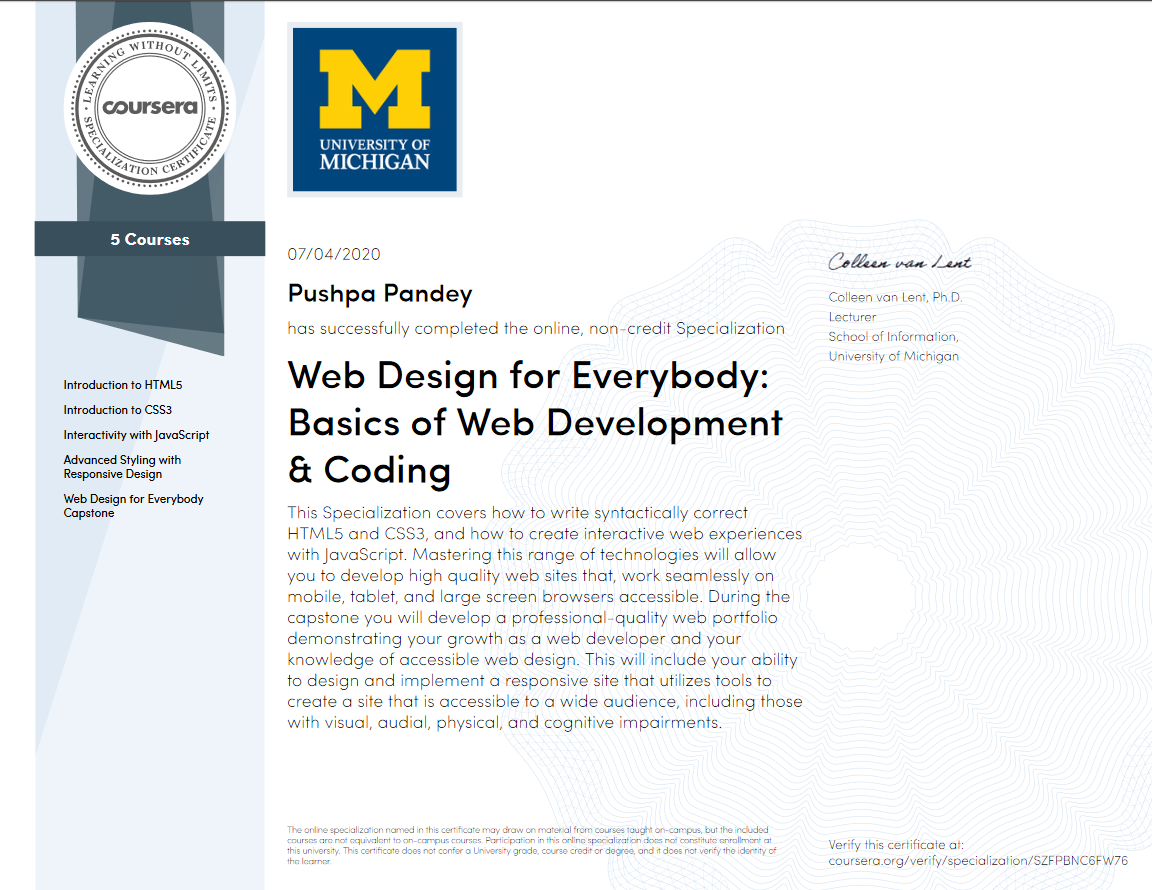 LEARNING WITHOUT LIMITS
coursera
SPECIALIZATION CERTIFICATE
M
UNIVERSITY OF
MICHIGAN
5 Courses
Introduction to HTML5
Introduction to CSS3
Interactivity with JavaScript
Advanced Styling with
Responsive Design
Web Design for Everybody
Capstone
07/04/2020
Pushpa Pandey
has successfully completed the online, non-credit Specialization
Web Design for Everybody:
Basics of Web Development
& Coding
This Specialization covers how to write syntactically correct
HTML5 and CSS3, and how to create interactive web experiences
with JavaScript. Mastering this range of technologies will allow
you to develop high quality web sites that, work seamlessly on
mobile, tablet, and large screen browsers accessible. During the
capstone you will develop a professional-quality web portfolio
demonstrating your growth as a web developer and your
knowledge of accessible web design. This will include your ability
to design and implement a responsive site that utilizes tools to
create a site that is accessible to a wide audience, including those
with visual, audial, physical, and cognitive impairments.
Colleen van Lent
Colleen van Lent, Ph.D.
Lecturer
School of Information,
University of Michigan
The online specialization named in this certificate may draw on material from courses taught on-campus, but the included
courses are not equivalent to on-campus courses. Participation in this online specialization does not constitute enrollment at
this university. This certificate does not confer a University grade, course credit or degree, and it does not verify the identity of
the learner.
Verify this certificate at:
coursera.org/verify/specialization/SZFPBNC6FW76